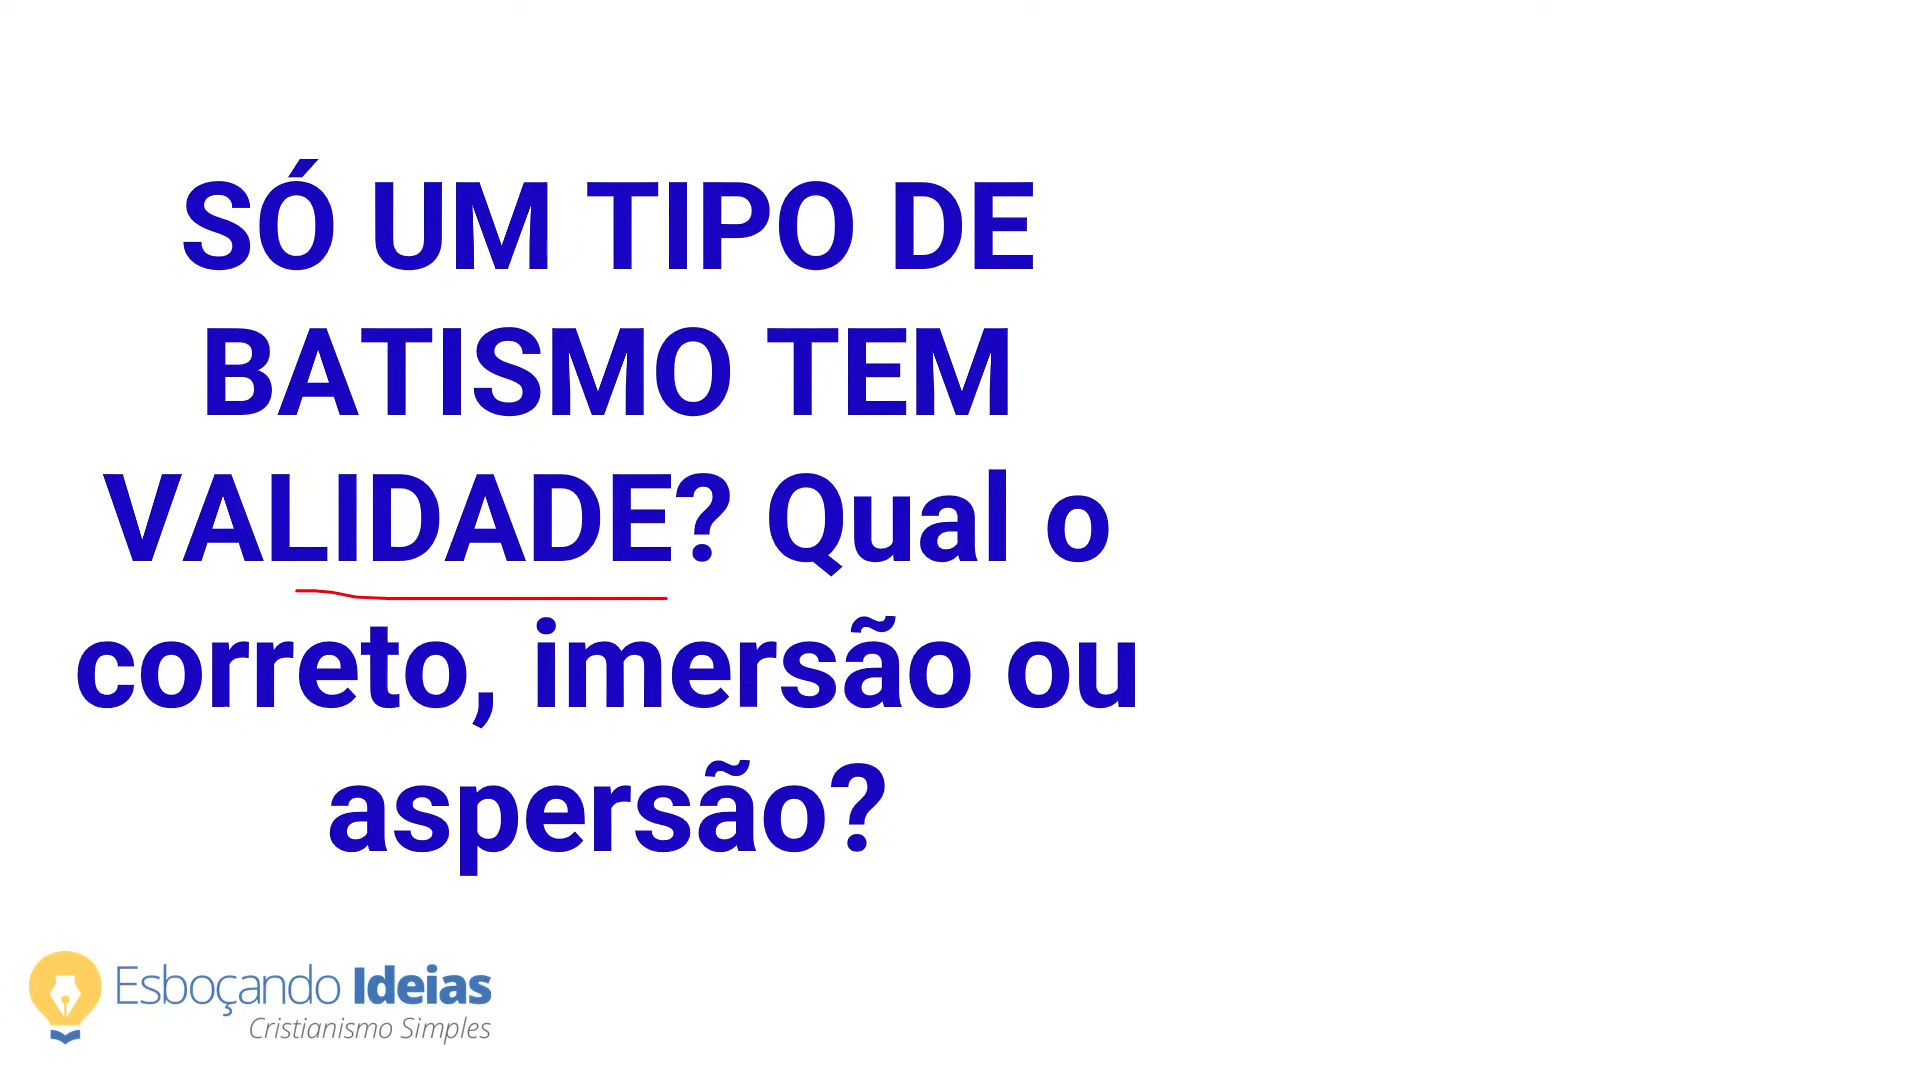 SÓ UM TIPO DE
BATISMO TEM
VALIDADE? Qual o
correto, imersão ou
aspersão?
Esboçando Ideias
Cristianismo Simples